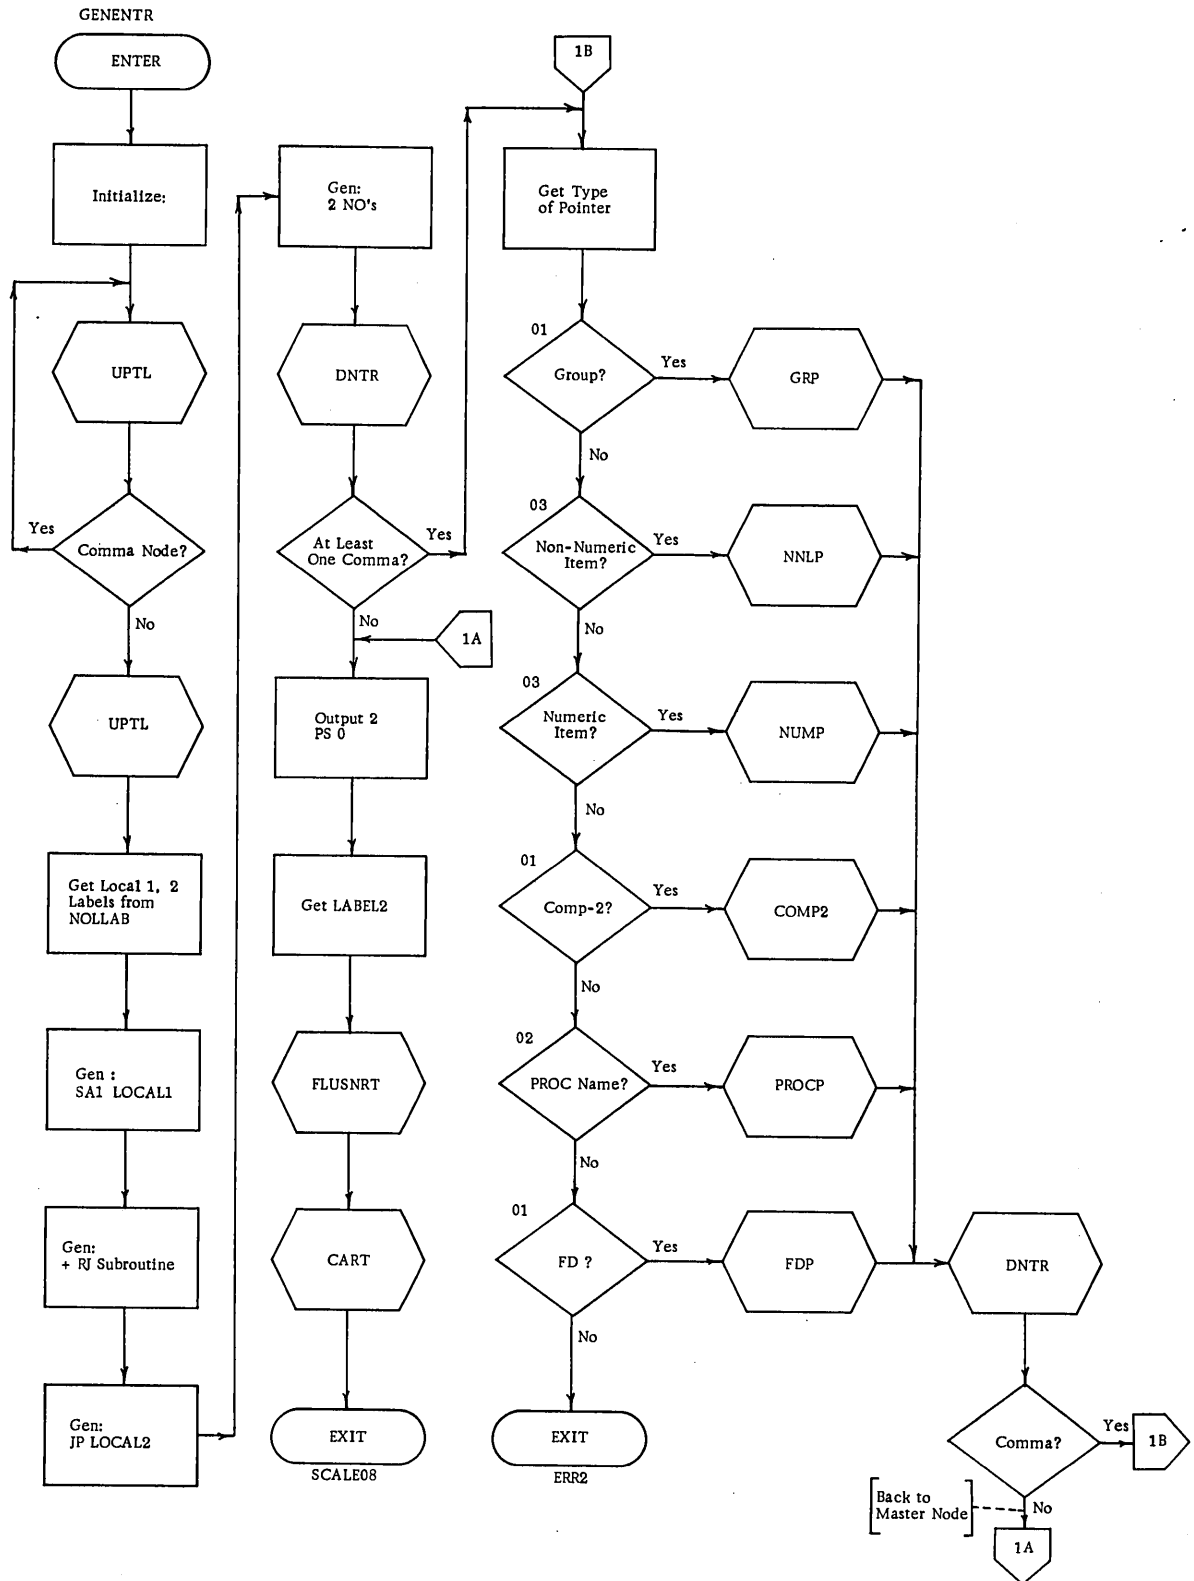 GENENTR
ENTER
Initialize:
UPTL
Comma Node?
Yes
No
UPTL
Get Local 1, 2
Labels from
NOLLAB
Gen :
SA1 LOCAL1
Gen:
+ RJ Subroutine
Gen:
JP LOCAL2
Gen:
2 NO's
DNTR
At Least
One Comma?
Yes
No
1A
Output 2
PS 0
Get LABEL2
FLUSNRT
CART
EXIT
SCALE08
1B
Get Type
of Pointer
01
Group?
Yes
GRP
No
03
Non-Numeric
Item?
Yes
NNLP
No
03
Numeric
Item?
Yes
NUMP
No
01
Comp-2?
Yes
COMP2
No
02
PROC Name?
Yes
PROCP
No
01
FD ?
Yes
FDP
No
EXIT
ERR2
DNTR
Comma?
Yes
1B
Back to
Master Node
No
1A